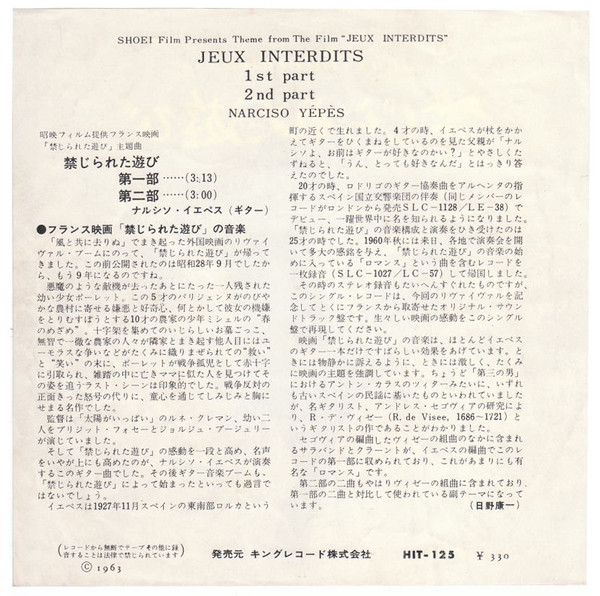 SHOEI Film Presents Theme from The Film "JEUX INTERDITS"
JEUX INTERDITS
1st part
2nd part
NARCISO YÉPÈS
昭映フィルム提供フランス映画
「禁じられた遊び」主題曲
禁じられた遊び
第一部……(3:13)
第二部……(3:00)
ナルシソ・イエペス(ギター)
●フランス映画「禁じられた遊び」の音楽
「風と共に去りぬ」でまき起った外国映画のリヴァイ
ヴァル・ブームにのって、「禁じられた遊び」が帰って
きました。この前公開されたのは昭和28年9月でしたか
ら、もう9年になるのですね。
悪魔のような敵機が去ったあとにたった一人残された
幼い少女ポーレット。この5才のパリジェンヌがのびや
かな農村に寄せる嫌悪と好奇心、何とかして彼女の機嫌
をとりむすぼうとする10才の農家の少年ミシェルの"春
のめざめ"。十字架を集めてのいじらしいお墓ごっこ、
無智で一徹な農家の人々が隣家とまき起す他人目にはユ
ーモラスな争いなどがたくみに織りまぜられての"救い"
と"笑い"の末に、ポーレットが戦争孤児として赤十字
に引取られ、雑踏の中に亡きママに似た人を見つけてそ
の姿を追うラスト・シーンは印象的でした。戦争反対の
正面きった怒号の代りに、童心を通してしみじみと胸に
せまる名作でした。
監督は「太陽がいっぱい」のルネ・クレマン、幼い二
人をブリジット・フォセーとジョルジュ・プージュリー
が演じていました。
そして「禁じられた遊び」の感動を一段と高め、名声
をいやが上にも高めたのが、ナルシソ・イエペスが演奏
するこのギター曲でした。その後ギター音楽ブームも、
「禁じられた遊び」によって始まったといっても過言で
はないでしょう。
イエペスは1927年11月スペインの東南部ロルカという
町の近くで生れました。4才の時、イエペスが杖をかか
えてギターをひくまねをしているのを見た父親が「ナル
シソよ、お前はギターが好きなのかい?」とやさしくた
ずねると、「うん、とっても好きなんだ」とはっきり答
えたのでした。
20才の時、ロドリゴのギター協奏曲をアルヘンタの指
揮するスペイン国立交響楽団の伴奏(同じメンバーのレ
コードがロンドンから発売SLC-1128/LE-38)で
デビュー、一躍世界中に名を知られるようになりました。
「禁じられた遊び」の音楽構成と演奏をひき受けたのは
25才の時でした。1960年秋には来日、各地で演奏会を開
いて多大の感銘を与え、「禁じられた遊び」の音楽の始
めに入っている「ロマンス」という曲を含むレコードを
一枚録音(SLC-1027/LC-57)して帰国しました。
その時のステレオ録音もたいへんすぐれたものですが、
このシングル・レコードは、今回のリヴァイヴァルを記念
してとくにフランスから取寄せたオリジナル・サウン
ドトラック盤です。生々しい映画の感動をこのシングル
盤で再現してください。
映画「禁じられた遊び」の音楽は、ほとんどイエペス
のギター一本だけですばらしい効果をあげています。と
きには物静かに訴えるように、ときには激しく、たくみ
に映画の主題を強調しています。ちょうど「第三の男」
におけるアントン・カラスのツィターみたいに、いずれ
も古いスペインの民謡に基いたものといわれていました
が、名ギタリスト、アンドレス・セゴヴィアの研究によ
り、R・デ・ヴィゼー(R. de Visee, 1686-1721)と
いうギタリストの作であることがわかりました。
セゴヴィアの編曲したヴィゼーの組曲のなかに含まれ
るサラバンドとクラントが、イエペスの編曲でこのレ
コードの第一部に収められており、これがあまりにも有
名な「ロマンス」です。
第二部の二曲もやはりヴィゼーの組曲に含まれており、
第一部の二曲と対比して使われている副テーマになって
います。(日野康一)
(レコードから無断でテープその他に録
音することは法律で禁じられています)
Ⓒ 1963
発売元 キングレコード株式会社 HIT-125 ¥ 330